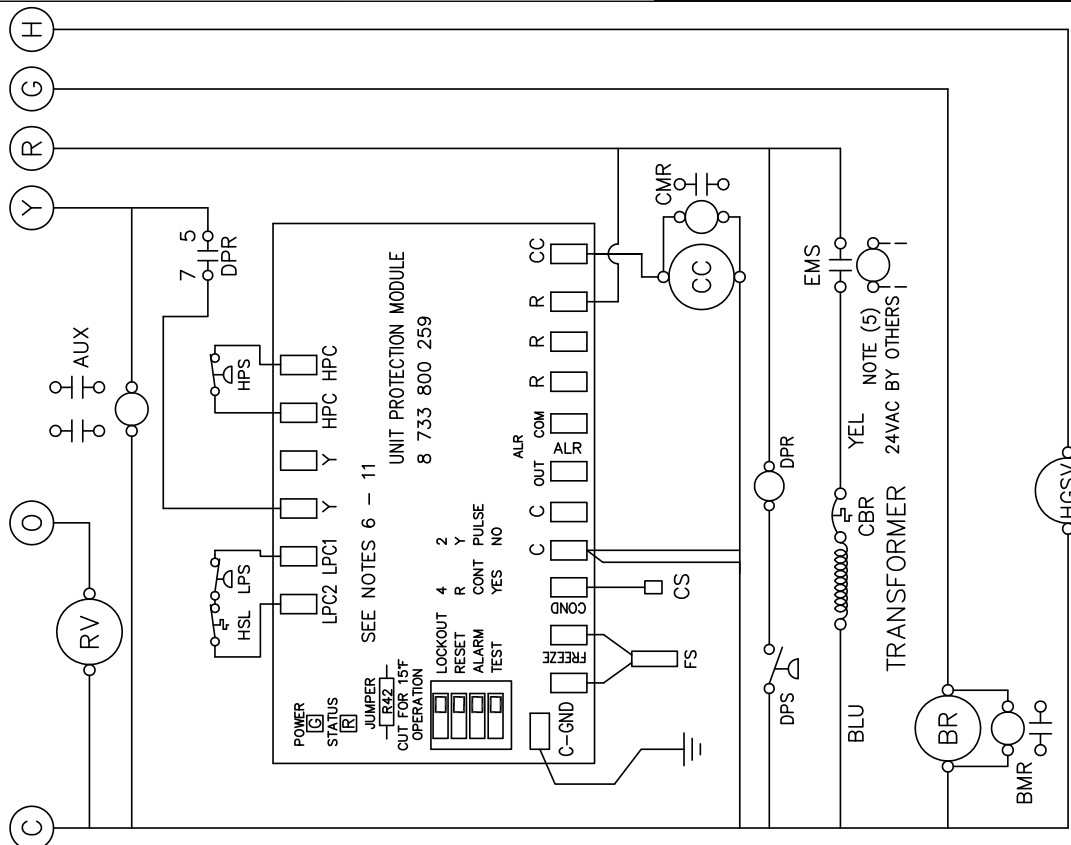 H
G
R
Y
O
C
AUX
5
7
DPR
RV
HPS
LPS
HSL
HPC
HPC
Y
Y
LPC1
LPC2
UNIT PROTECTION MODULE
8 733 800 259
SEE NOTES 6 - 11
LOCKOUT 4 2
RESET R Y
ALARM CONT PULSE
TEST YES NO
POWER
G
STATUS
R
JUMPER
R42
CUT FOR 15°F
OPERATION
CC
R
R
R
COM
ALR
ALR
OUT
C
C
COND
FREEZE
C-GND
CMR
CC
CS
FS
DPR
DPS
EMS
NOTE (5)
24VAC BY OTHERS
YEL
CBR
TRANSFORMER
BLU
BR
BMR
HGSV